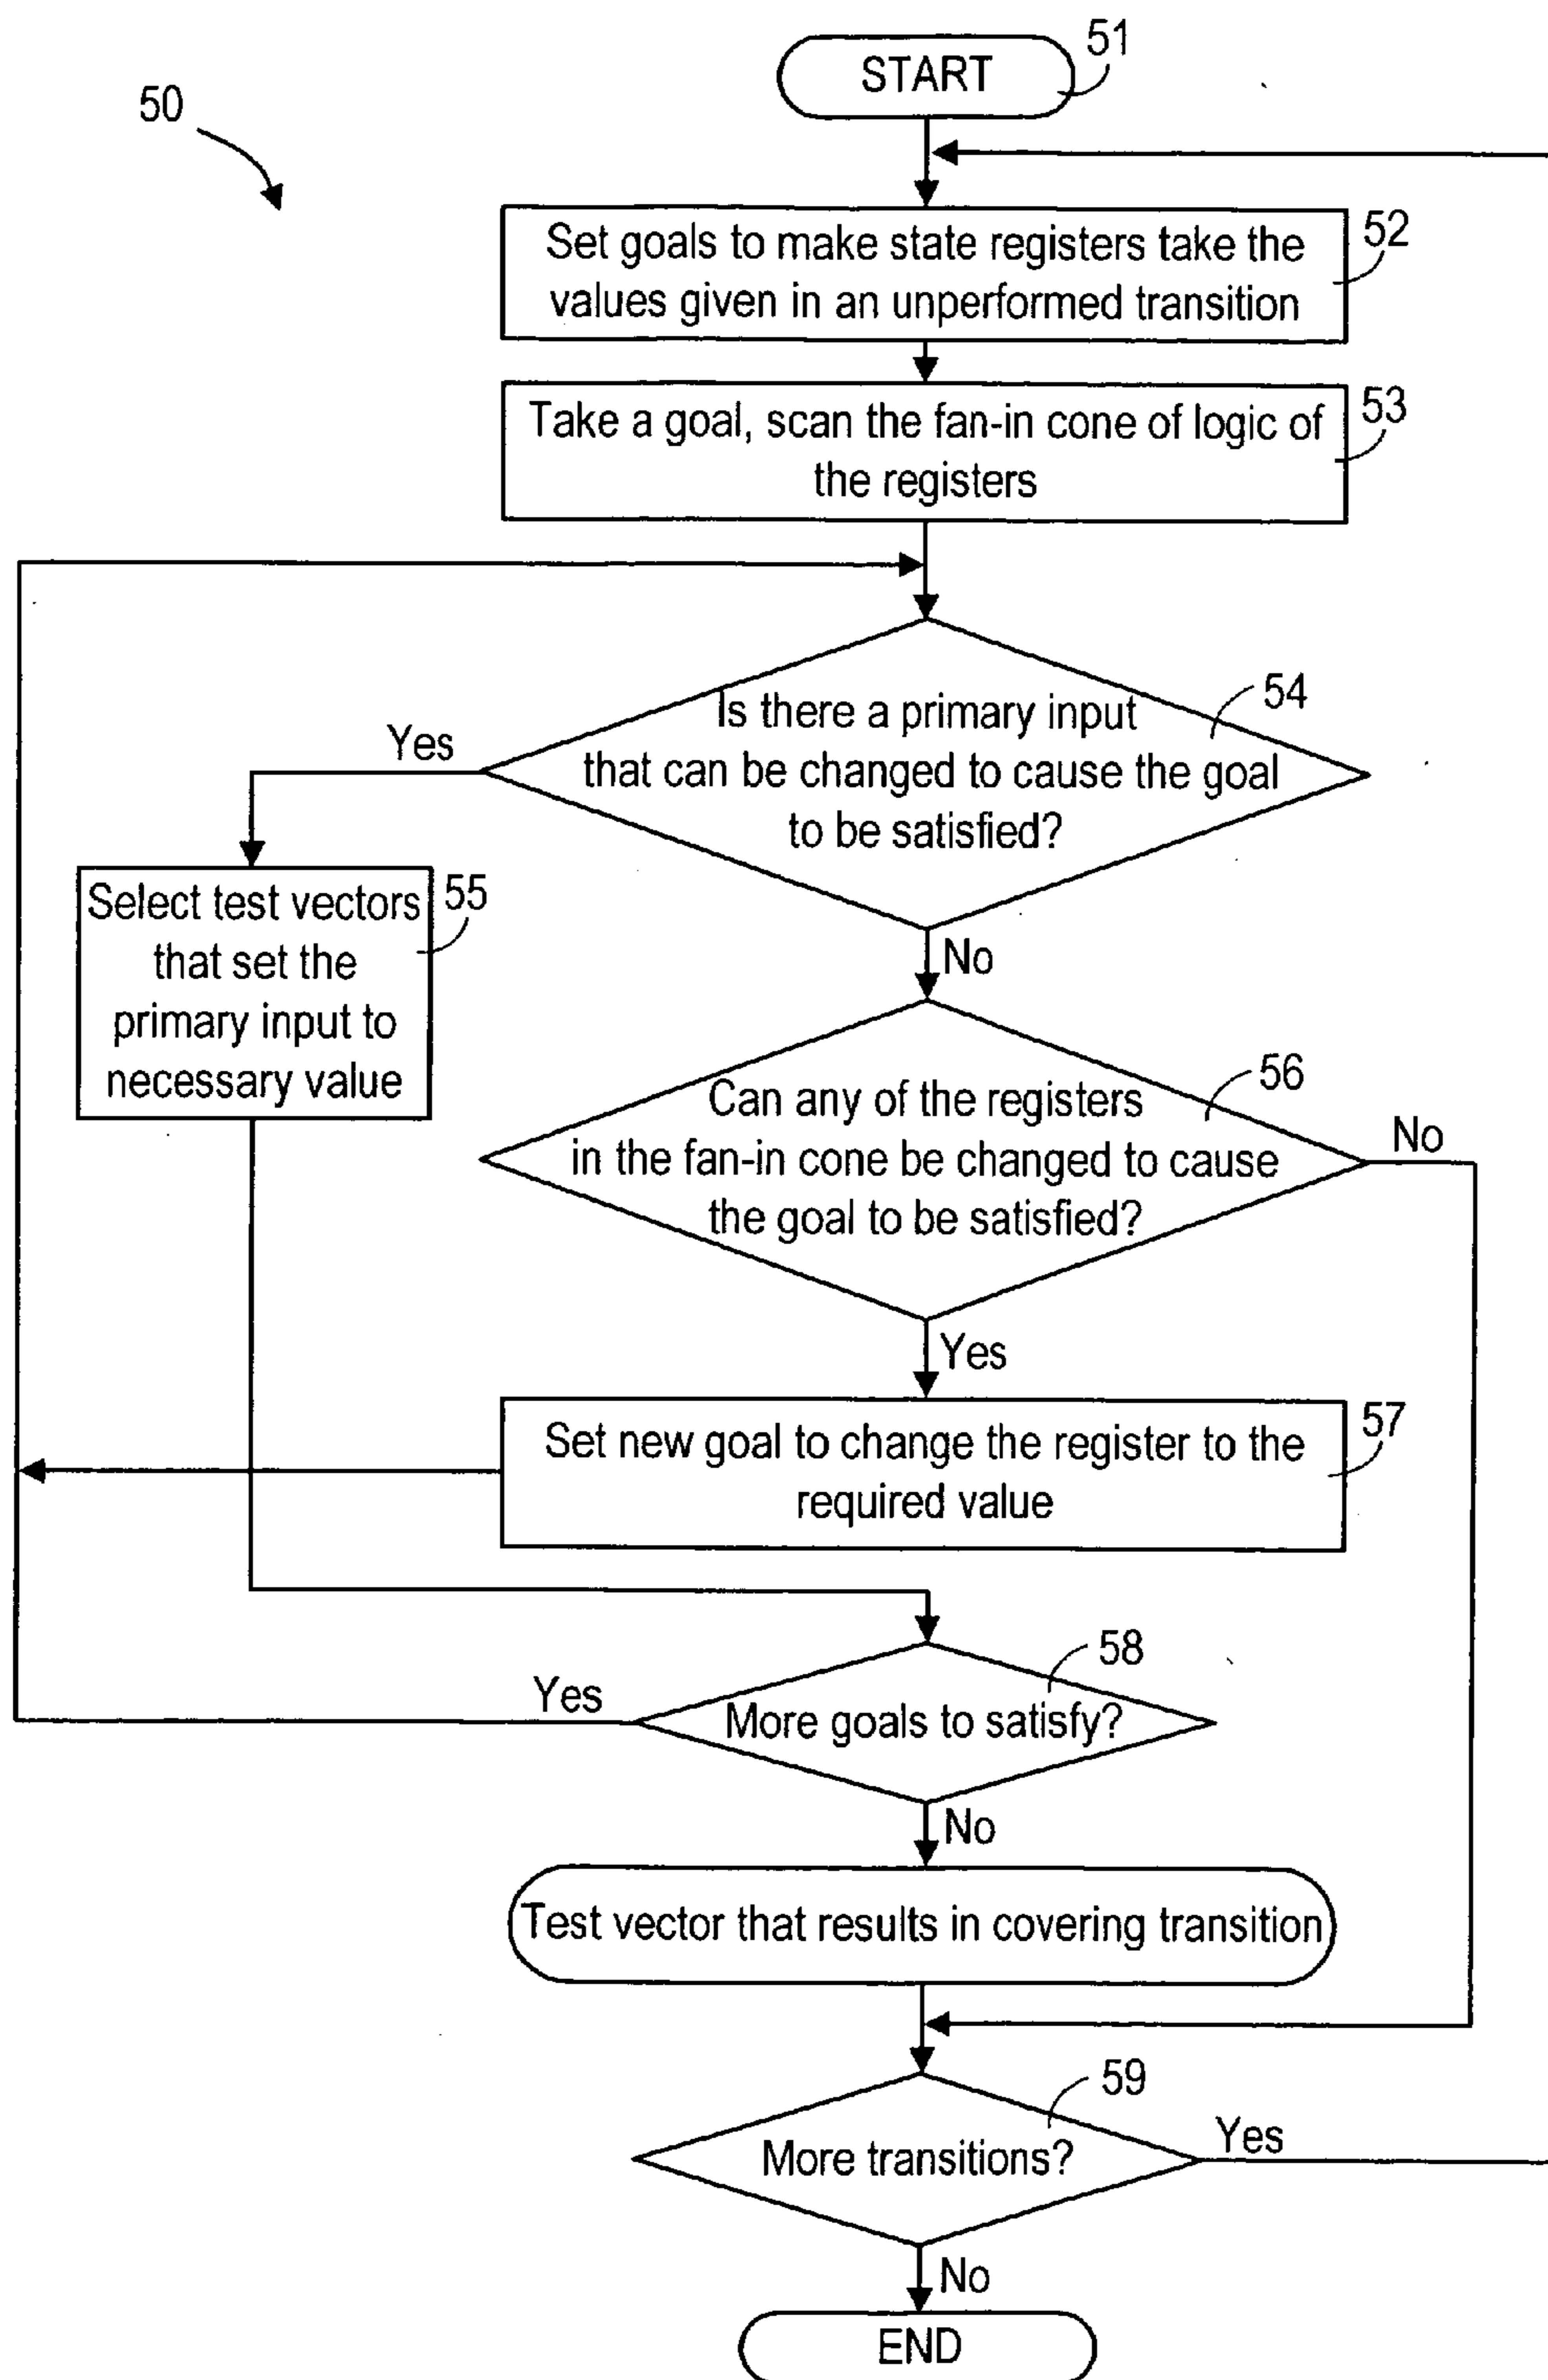 START
51
50
Set goals to make state registers take the
values given in an unperformed transition
52
Take a goal, scan the fan-in cone of logic of
the registers
53
Is there a primary input
that can be changed to cause the goal
to be satisfied?
54
Yes
No
Select test vectors
that set the
primary input to
necessary value
55
Can any of the registers
in the fan-in cone be changed to cause
the goal to be satisfied?
56
No
Yes
Set new goal to change the register to the
required value
57
More goals to satisfy?
58
Yes
No
Test vector that results in covering transition
More transitions?
59
Yes
No
END